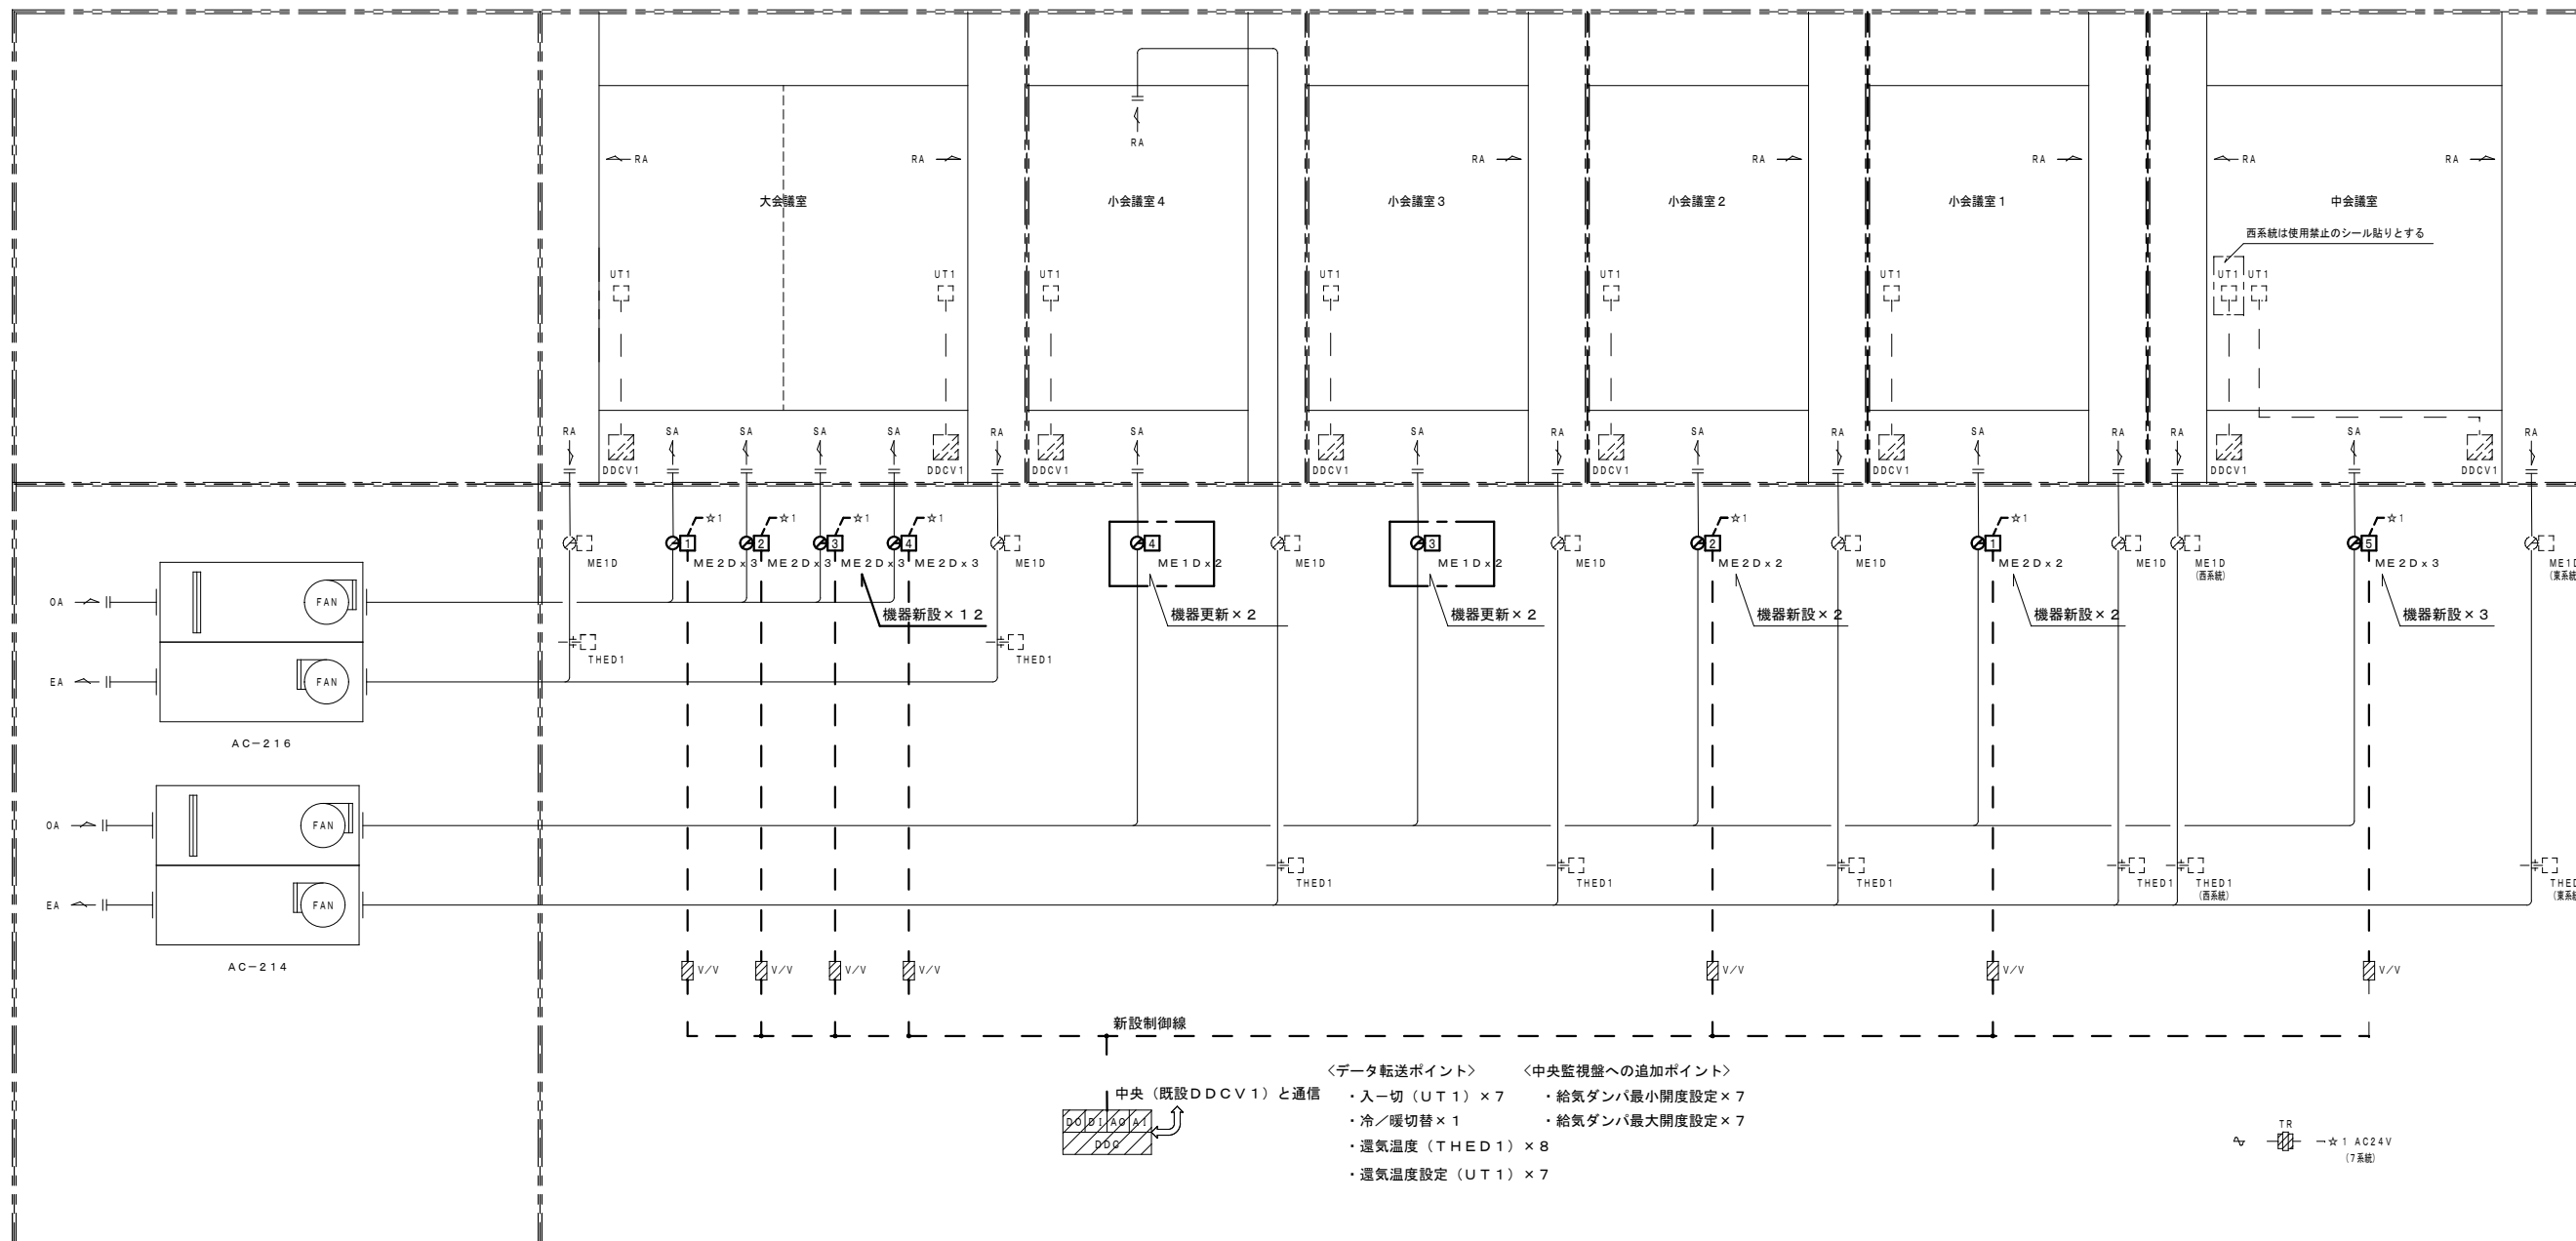 RA
RA
RA
RA
RA
RA
RA
RA
大会議室
小会議室4
小会議室3
小会議室2
小会議室1
中会議室
西系統は使用禁止のシール貼りとする
UT1
UT1
UT1
UT1
UT1
UT1
UT1
UT1
RA
SA
SA
SA
SA
RA
SA
SA
RA
SA
RA
SA
RA
RA
SA
RA
DDCV1
DDCV1
DDCV1
DDCV1
DDCV1
DDCV1
DDCV1
DDCV1
☆1
☆1
☆1
☆1
☆1
☆1
☆1
1
2
3
4
4
3
2
1
5
ME1D
ME2D×3
ME2D×3
ME2D×3
ME2D×3
ME1D
ME1D×2
ME1D×2
ME1D
ME2D×2
ME1D
ME2D×2
ME1D
ME1D
(西系統)
ME2D×3
ME1D
OA
FAN
機器新設×12
機器更新×2
機器更新×2
機器新設×2
機器新設×2
機器新設×3
THED1
THED1
EA
FAN
AC-216
OA
FAN
THED1
THED1
THED1
THED1
THED1
(西系統)
EA
FAN
AC-214
V/V
V/V
V/V
V/V
V/V
V/V
V/V
新設制御線
中央(既設DDCV1)と通信
DO DI AO AI
DDC
<データ転送ポイント>
・入-切(UT1)×7
・冷/暖切替×1
・還気温度(THED1)×8
・還気温度設定(UT1)×7
<中央監視盤への追加ポイント>
・給気ダンパ最小開度設定×7
・給気ダンパ最大開度設定×7
TR
☆1 AC24V
(7系統)